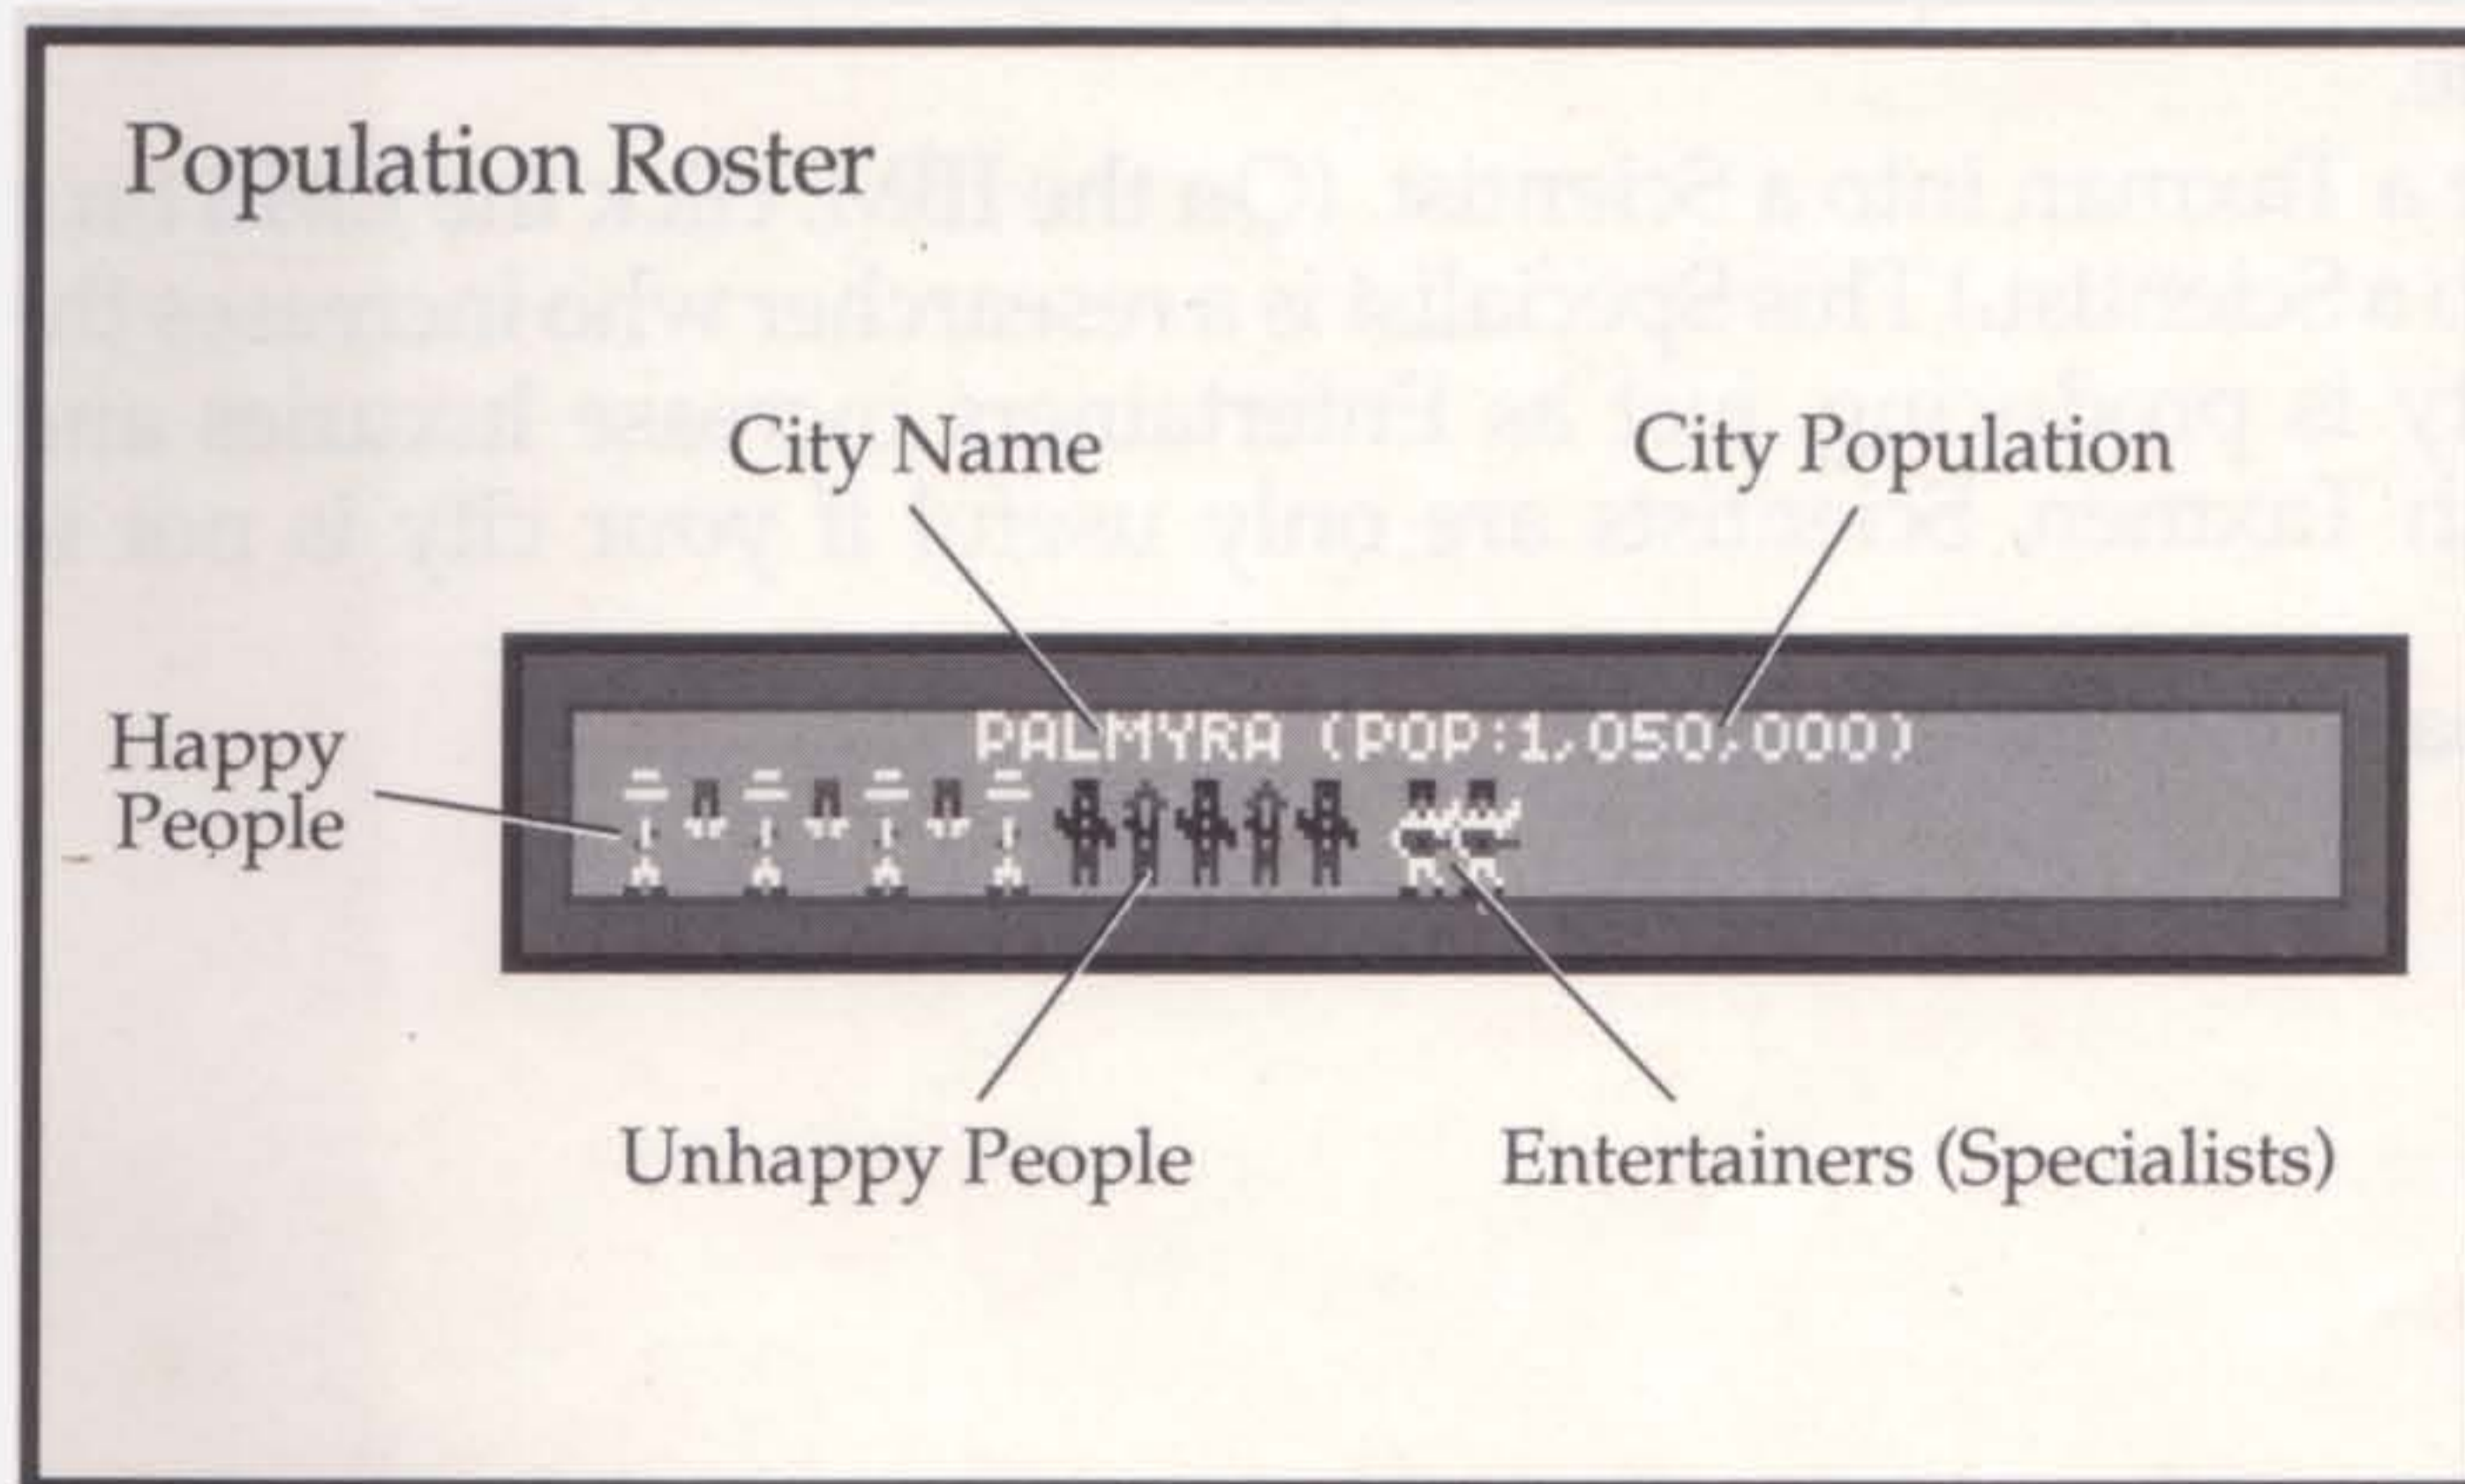 Population Roster
City Name
City Population
Happy
People
PALMYRA (POP:1,050,000)
Unhappy People
Entertainers (Specialists)